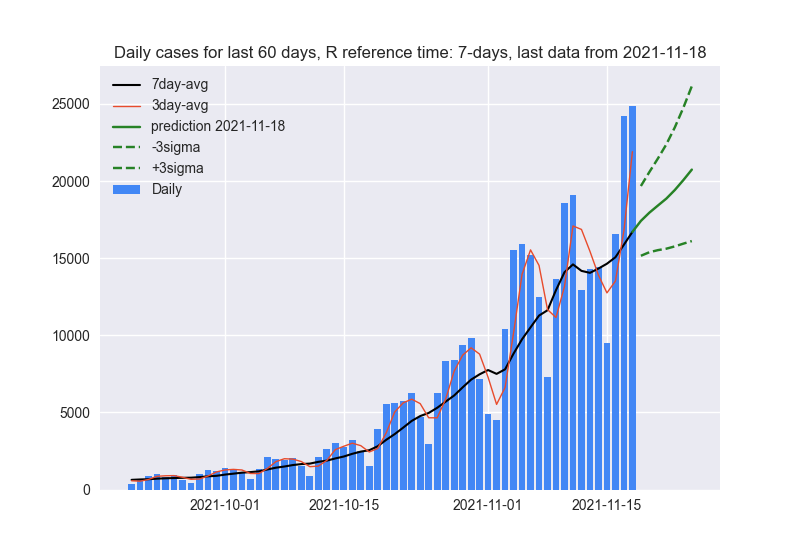 Daily cases for last 60 days, R reference time: 7-days, last data from 2021-11-18
7day-avg
3day-avg
prediction 2021-11-18
-3sigma
+3sigma
Daily
25000
20000
15000
10000
5000
0
2021-10-01
2021-10-15
2021-11-01
2021-11-15